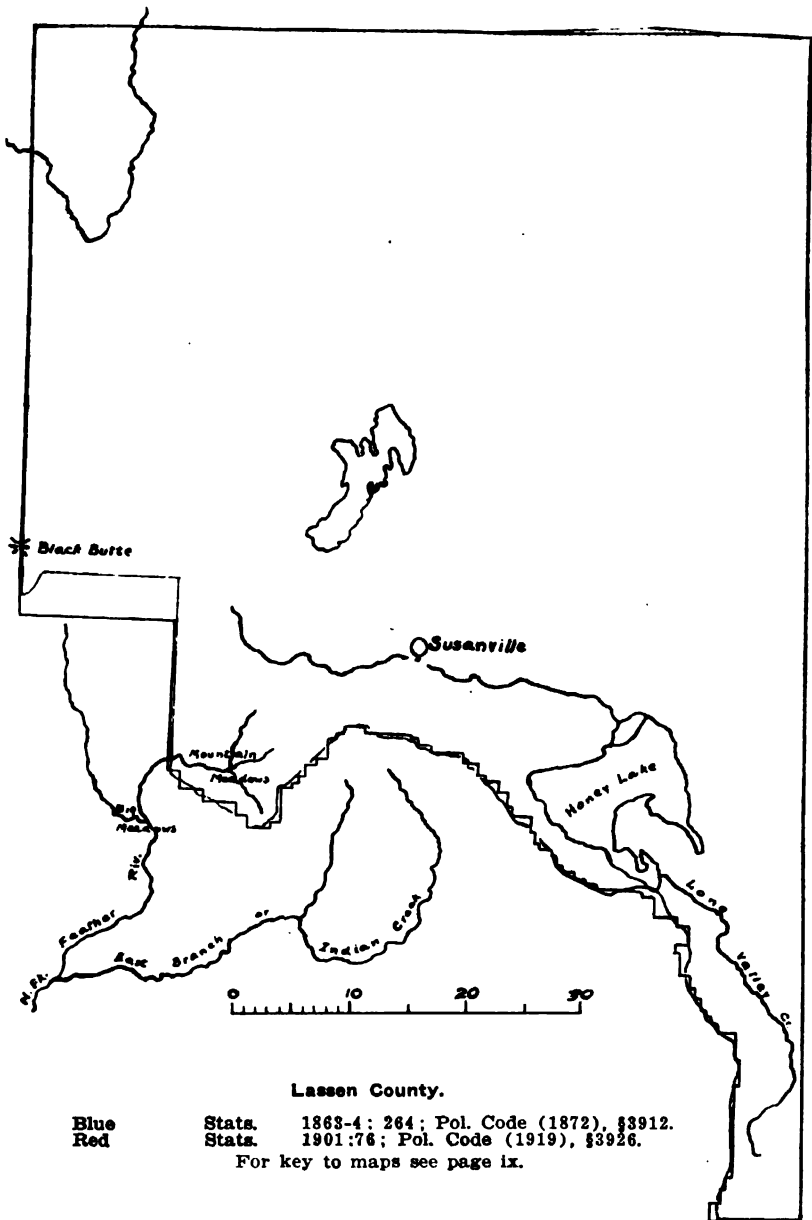 Black Butte
Susanville
Mountain
Meadows
Honey Lake
Big
Meadows
Riv.
Feather
N. Fk.
East Branch or Indian Creek
Long
Valley
Cr.
0 10 20 30
Lassen County.
Blue Stats. 1863-4: 264; Pol. Code (1872), §3912.
Red Stats. 1901:76; Pol. Code (1919), §3926.
For key to maps see page ix.